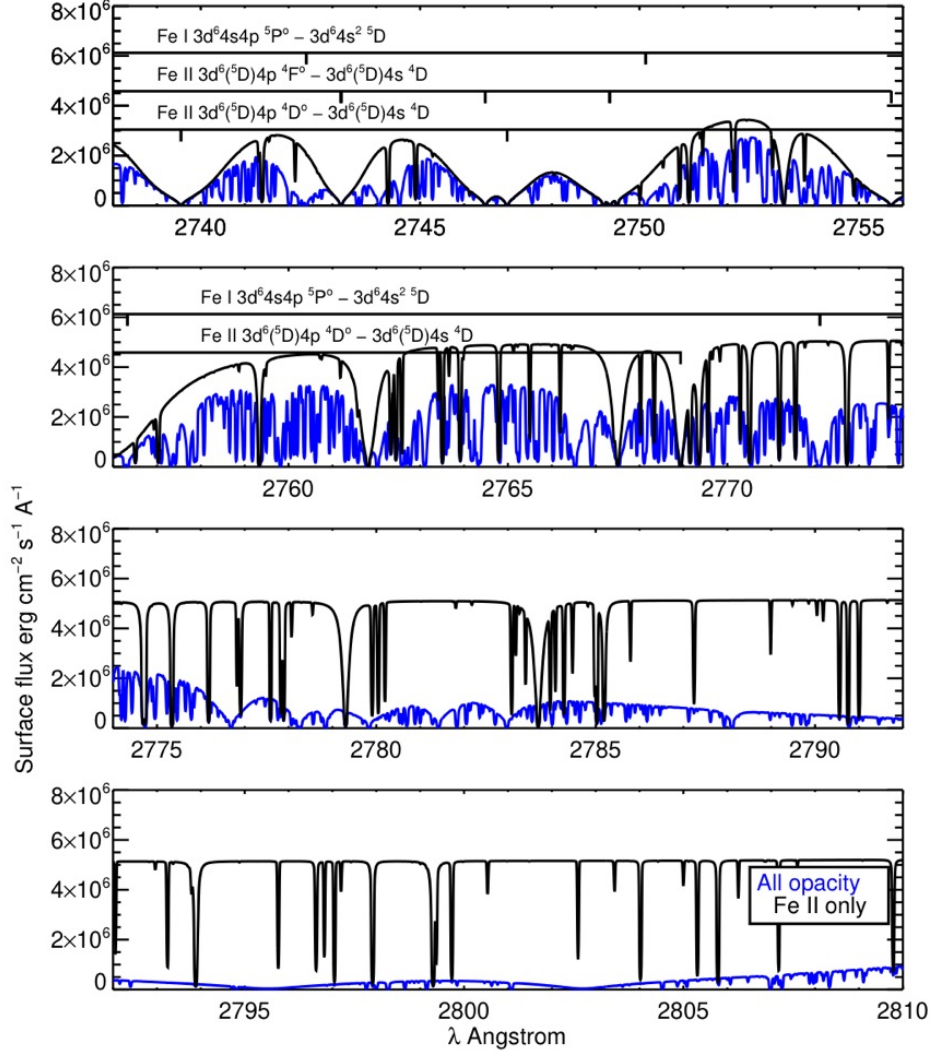 8×10⁶
Fe I 3d⁶4s4p ⁵Pᵒ − 3d⁶4s² ⁵D
6×10⁶
Fe II 3d⁶(⁵D)4p ⁴Fᵒ − 3d⁶(⁵D)4s ⁴D
4×10⁶
Fe II 3d⁶(⁵D)4p ⁴Dᵒ − 3d⁶(⁵D)4s ⁴D
2×10⁶
0
2740 2745 2750 2755
8×10⁶
Fe I 3d⁶4s4p ⁵Pᵒ − 3d⁶4s² ⁵D
6×10⁶
Fe II 3d⁶(⁵D)4p ⁴Dᵒ − 3d⁶(⁵D)4s ⁴D
4×10⁶
2×10⁶
0
2760 2765 2770
Surface flux erg cm⁻² s⁻¹ A⁻¹
8×10⁶
6×10⁶
4×10⁶
2×10⁶
0
2775 2780 2785 2790
8×10⁶
6×10⁶
4×10⁶
All opacity
Fe II only
2×10⁶
0
2795 2800 2805 2810
λ Angstrom